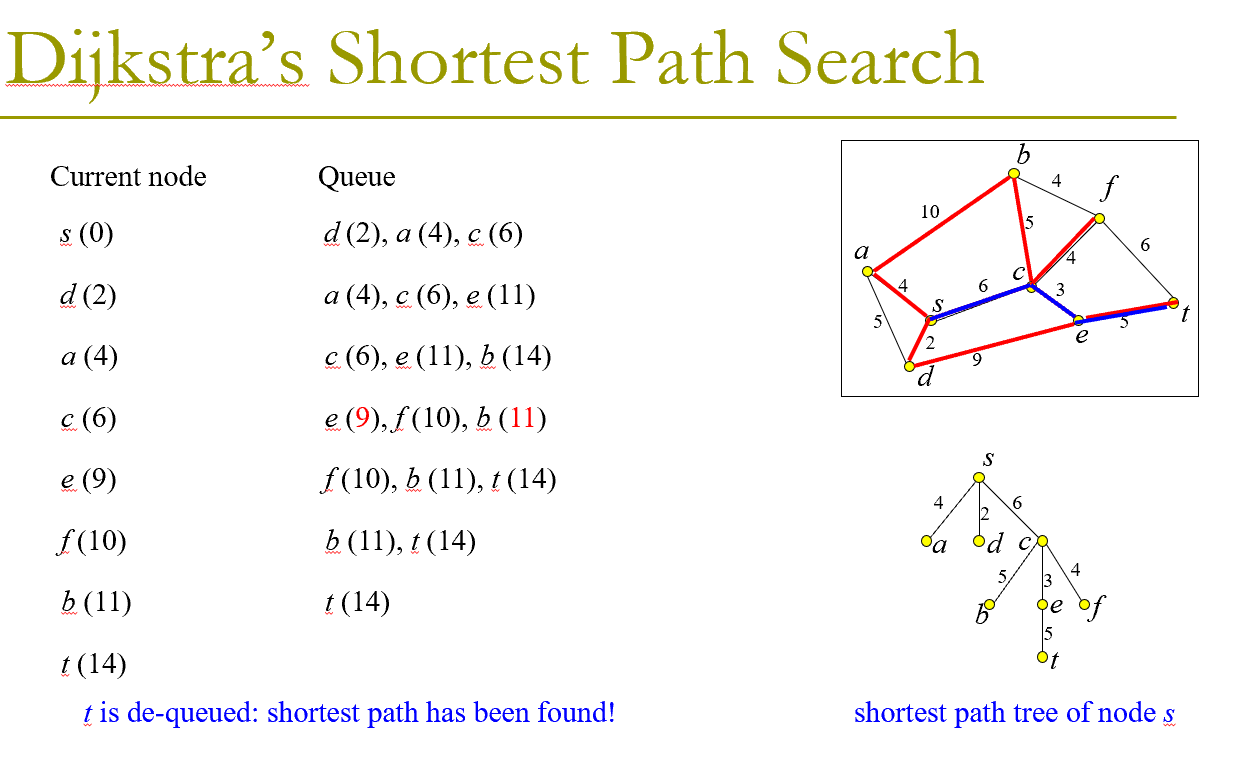 Dijkstra's Shortest Path Search
Current node Queue
s (0) d (2), a (4), c (6)
d (2) a (4), c (6), e (11)
a (4) c (6), e (11), b (14)
c (6) e (9), f (10), b (11)
e (9) f (10), b (11), t (14)
f (10) b (11), t (14)
b (11) t (14)
t (14)
t is de-queued: shortest path has been found!
b
4
f
10
5
6
a
4
c
4
6
3
s
5
2
5
t
e
9
d
s
4
2
6
a
d
c
5
3
4
b
e
f
5
t
shortest path tree of node s